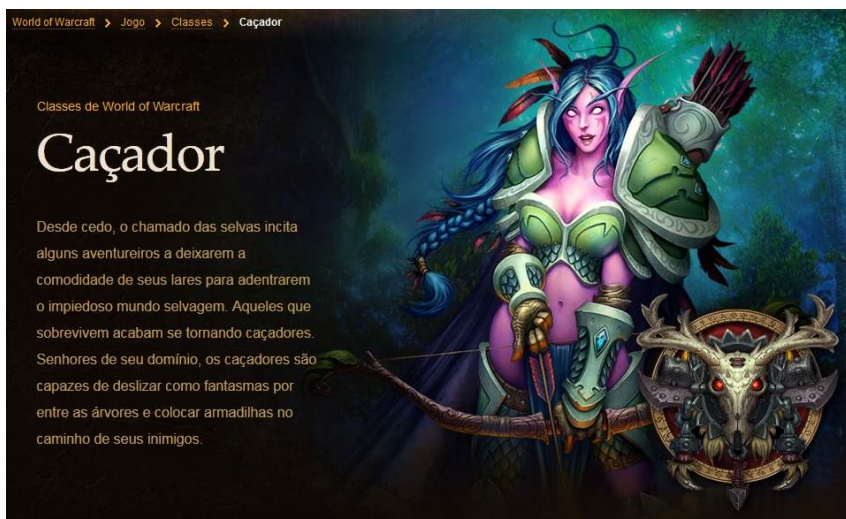 World of Warcraft > Jogo > Classes > Caçador
Classes de World of Warcraft
Caçador
Desde cedo, o chamado das selvas incita
alguns aventureiros a deixarem a
comodidade de seus lares para adentrarem
o impiedoso mundo selvagem. Aqueles que
sobrevivem acabam se tornando caçadores.
Senhores de seu domínio, os caçadores são
capazes de deslizar como fantasmas por
entre as árvores e colocar armadilhas no
caminho de seus inimigos.